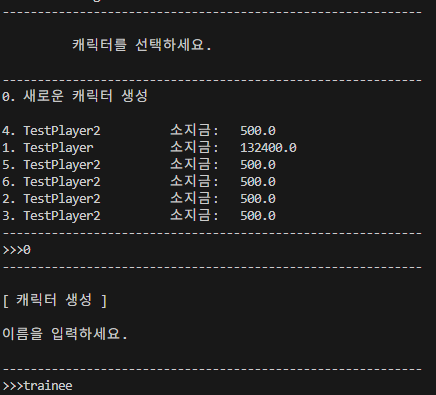 ------------------------------------------------------------
캐릭터를 선택하세요.
------------------------------------------------------------
0. 새로운 캐릭터 생성
4. TestPlayer2 소지금: 500.0
1. TestPlayer 소지금: 132400.0
5. TestPlayer2 소지금: 500.0
6. TestPlayer2 소지금: 500.0
2. TestPlayer2 소지금: 500.0
3. TestPlayer2 소지금: 500.0
------------------------------------------------------------
>>>0
------------------------------------------------------------
[ 캐릭터 생성 ]
이름을 입력하세요.
------------------------------------------------------------
>>>trainee